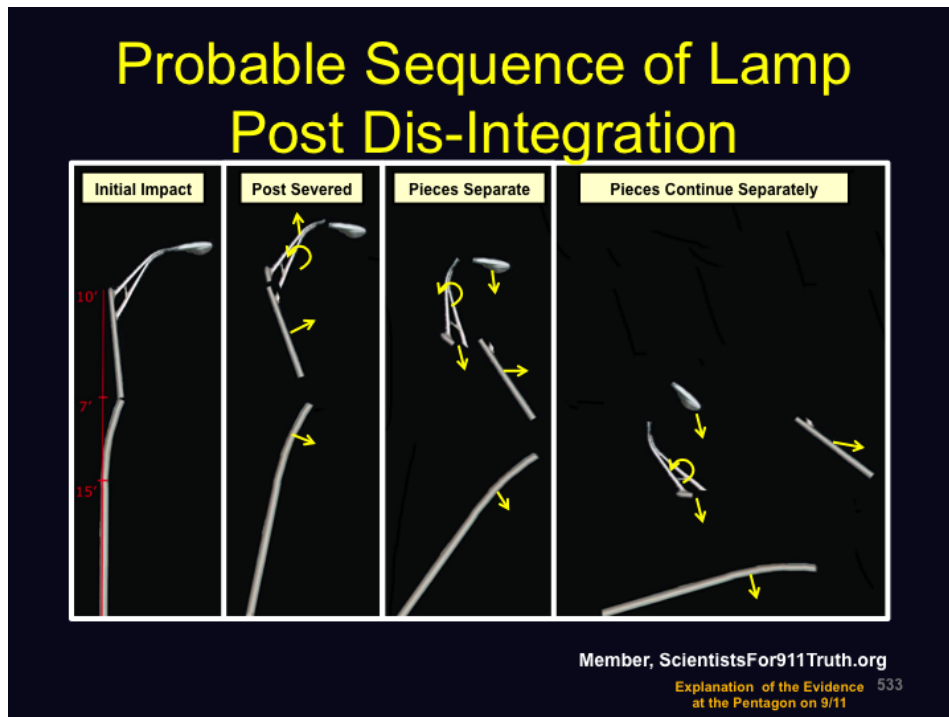 Probable Sequence of Lamp
Post Dis-Integration
Initial Impact
Post Severed
Pieces Separate
Pieces Continue Separately
10'
7'
15'
Member, ScientistsFor911Truth.org
Explanation of the Evidence
at the Pentagon on 9/11
533